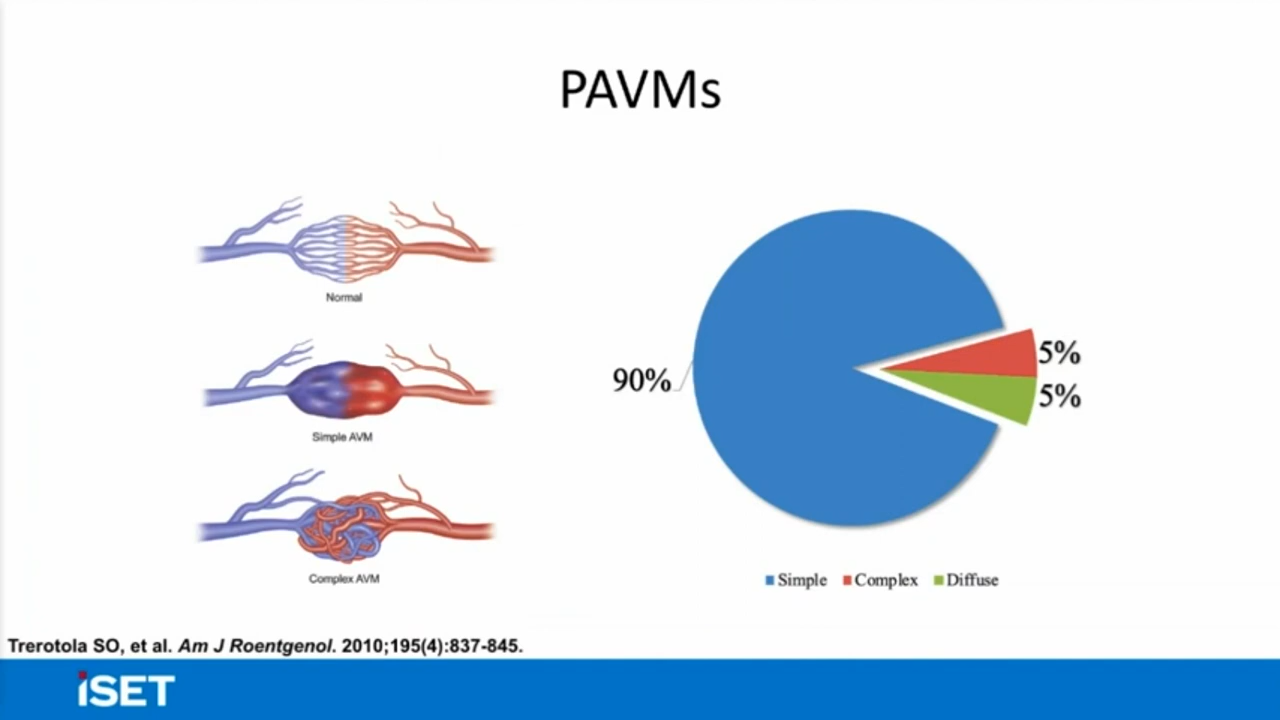 PAVMs
Normal
Simple AVM
Complex AVM
90%
5%
5%
Simple Complex Diffuse
Trerotola SO, et al. Am J Roentgenol. 2010;195(4):837-845.
iSET